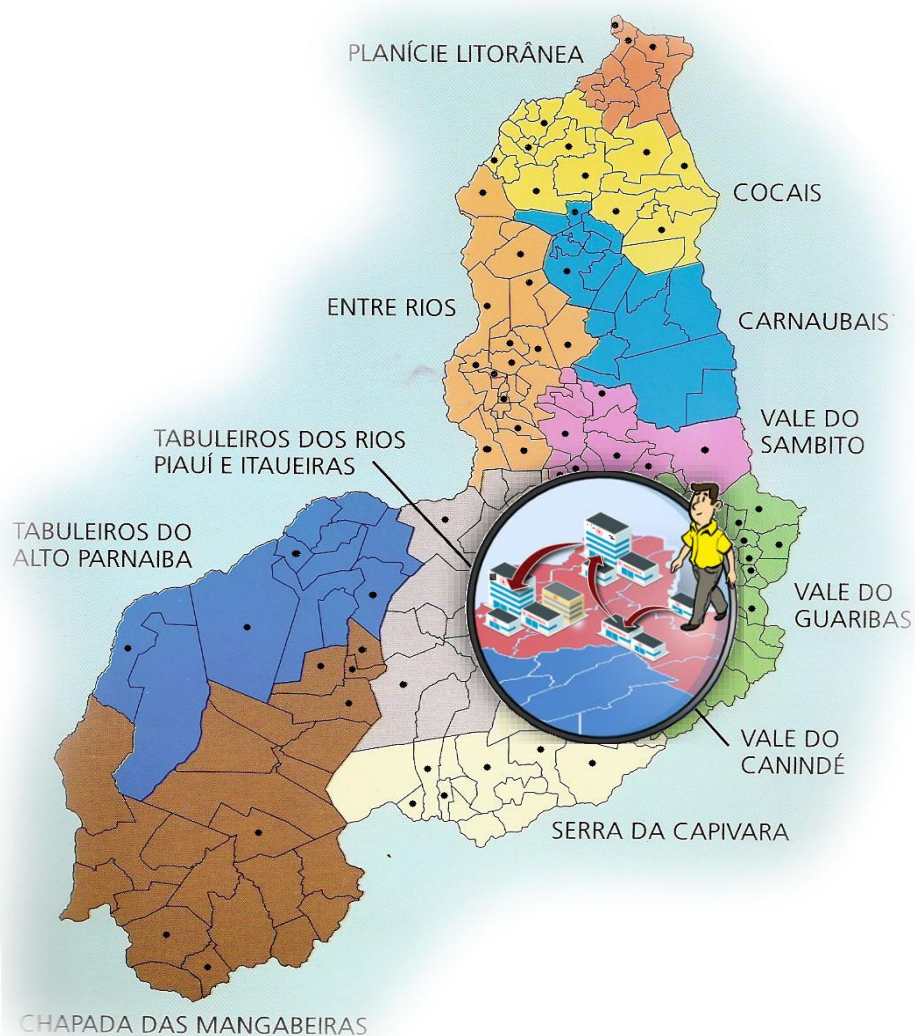 PLANÍCIE LITORÂNEA
COCAIS
ENTRE RIOS
CARNAUBAIS
VALE DO
SAMBITO
TABULEIROS DOS RIOS
PIAUÍ E ITAUEIRAS
TABULEIROS DO
ALTO PARNAIBA
VALE DO
GUARIBAS
VALE DO
CANINDÉ
SERRA DA CAPIVARA
CHAPADA DAS MANGABEIRAS